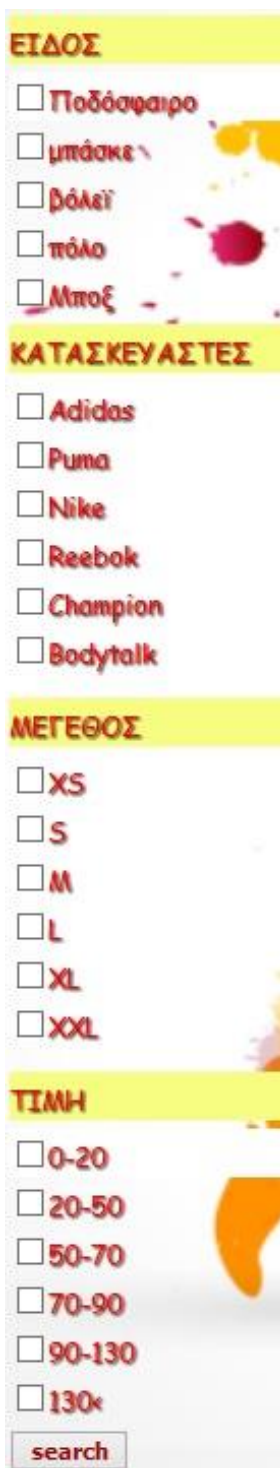 ΕΙΔΟΣ
Ποδόσφαιρο
μπάσκε
βόλεϊ
πόλο
Μποξ
ΚΑΤΑΣΚΕΥΑΣΤΕΣ
Adidas
Puma
Nike
Reebok
Champion
Bodytalk
ΜΕΓΕΘΟΣ
XS
S
M
L
XL
XXL
ΤΙΜΗ
0-20
20-50
50-70
70-90
90-130
130<
search